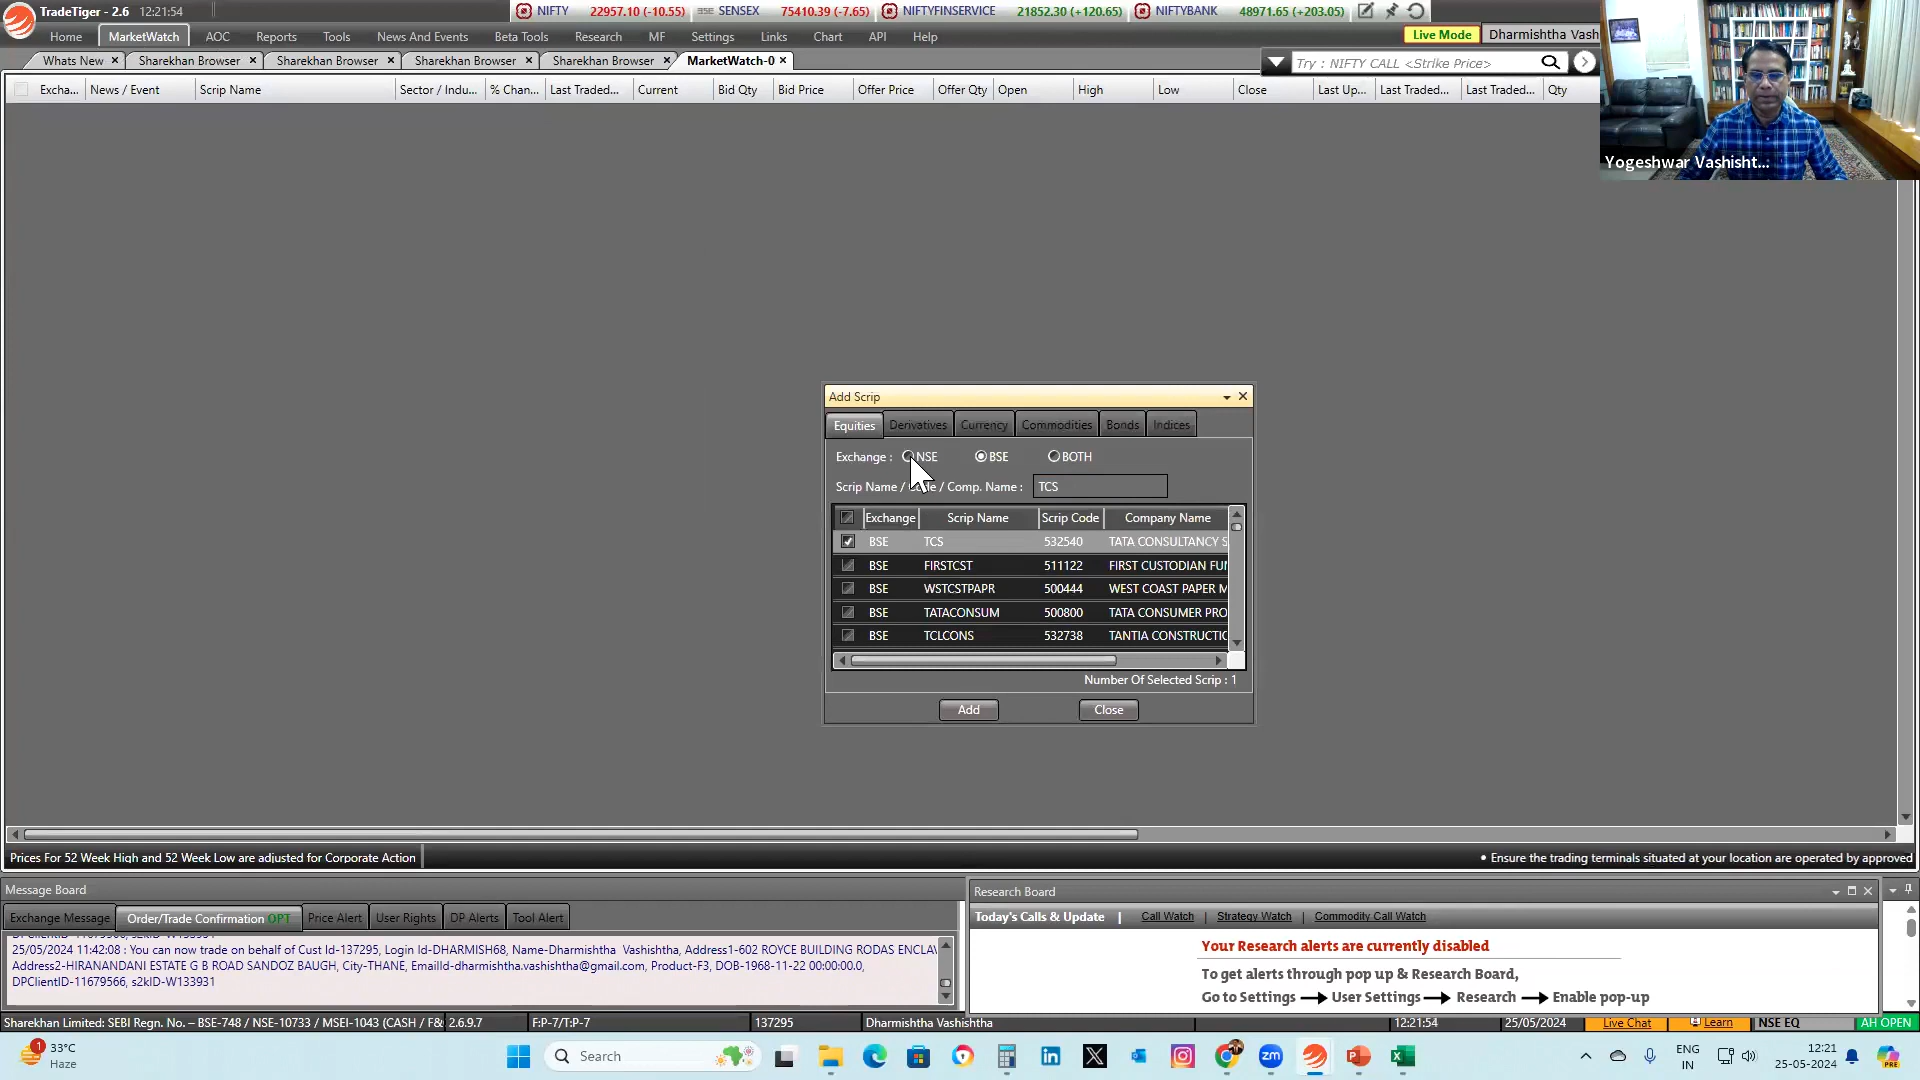 TradeTiger - 2.6 12:21:54
NIFTY 22957.10 (-10.55) BSE SENSEX 75410.39 (-7.65) NIFTYFINSERVICE 21852.30 (+120.65) NIFTYBANK 48971.65 (+203.05)
Home MarketWatch AOC Reports Tools News And Events Beta Tools Research MF Settings Links Chart API Help Live Mode Dharmishtha Vash
Whats New × Sharekhan Browser × Sharekhan Browser × Sharekhan Browser × Sharekhan Browser × MarketWatch-0 × Try : NIFTY CALL <Strike Price>
Excha... News / Event Scrip Name Sector / Indu... % Chan... Last Traded... Current Bid Qty Bid Price Offer Price Offer Qty Open High Low Close Last Up... Last Traded... Last Traded... Qty
Yogeshwar Vashisht...
Add Scrip
Equities Derivatives Currency Commodities Bonds Indices
Exchange : NSE BSE BOTH
Scrip Name / Code / Comp. Name : TCS
Exchange Scrip Name Scrip Code Company Name
BSE TCS 532540 TATA CONSULTANCY S
BSE FIRSTCST 511122 FIRST CUSTODIAN FU
BSE WSTCSTPAPR 500444 WEST COAST PAPER M
BSE TATACONSUM 500800 TATA CONSUMER PRO
BSE TCLCONS 532738 TANTIA CONSTRUCTIO
Number Of Selected Scrip : 1
Add Close
Prices For 52 Week High and 52 Week Low are adjusted for Corporate Action • Ensure the trading terminals situated at your location are operated by approved
Message Board
Exchange Message Order/Trade Confirmation OPT Price Alert User Rights DP Alerts Tool Alert
25/05/2024 11:42:08 : You can now trade on behalf of Cust Id-137295, Login Id-DHARMISH68, Name-Dharmishtha Vashishtha, Address1-602 ROYCE BUILDING RODAS ENCLA
Address2-HIRANANDANI ESTATE G B ROAD SANDOZ BAUGH, City-THANE, EmailId-dharmishtha.vashishtha@gmail.com, Product-F3, DOB-1968-11-22 00:00:00.0,
DPClientID-11679566, s2kID-W133931
Research Board
Today's Calls & Update | Call Watch | Strategy Watch | Commodity Call Watch
Your Research alerts are currently disabled
To get alerts through pop up & Research Board,
Go to Settings → User Settings → Research → Enable pop-up
Sharekhan Limited: SEBI Regn. No. – BSE-748 / NSE-10733 / MSEI-1043 (CASH / F& 2.6.9.7 F:P-7/T:P-7 137295 Dharmishtha Vashishtha 12:21:54 25/05/2024 Live Chat Learn NSE EQ AH OPEN
1 33°C
Haze
Search
ENG
IN
12:21
25-05-2024